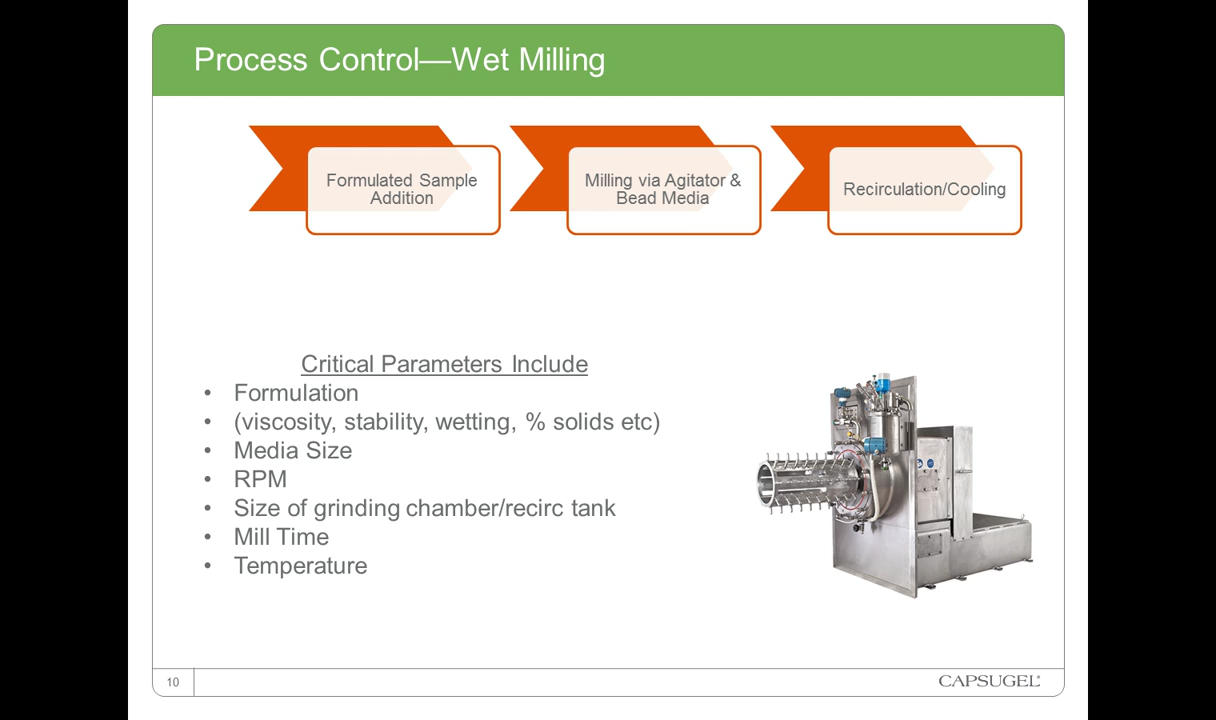 Process Control—Wet Milling
Formulated Sample
Addition
Milling via Agitator &
Bead Media
Recirculation/Cooling
Critical Parameters Include
• Formulation
• (viscosity, stability, wetting, % solids etc)
• Media Size
• RPM
• Size of grinding chamber/recirc tank
• Mill Time
• Temperature
10
CAPSUGEL®